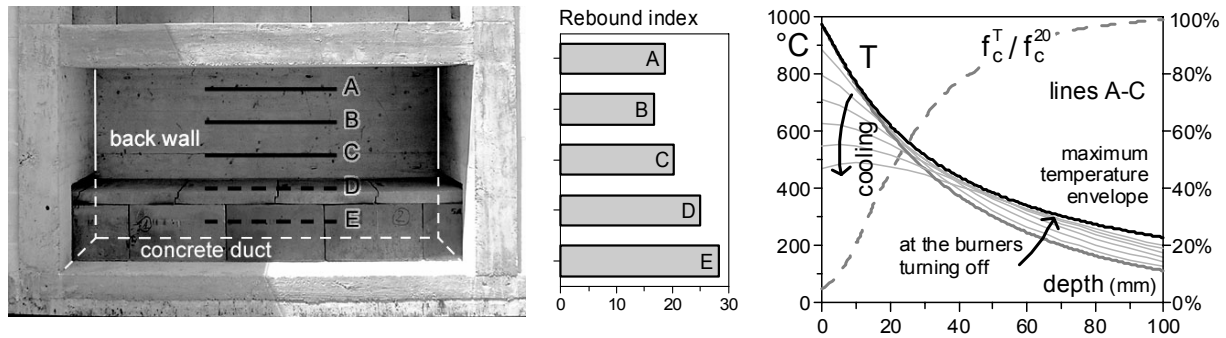 A
B
C
D
E
back wall
concrete duct
Rebound index
A
B
C
D
E
0
10
20
30
1000
°C
800
600
400
200
0
T
f_c^T/f_c^20
100%
80%
60%
40%
20%
0%
lines A-C
cooling
maximum
temperature
envelope
at the burners
turning off
depth (mm)
0
20
40
60
80
100